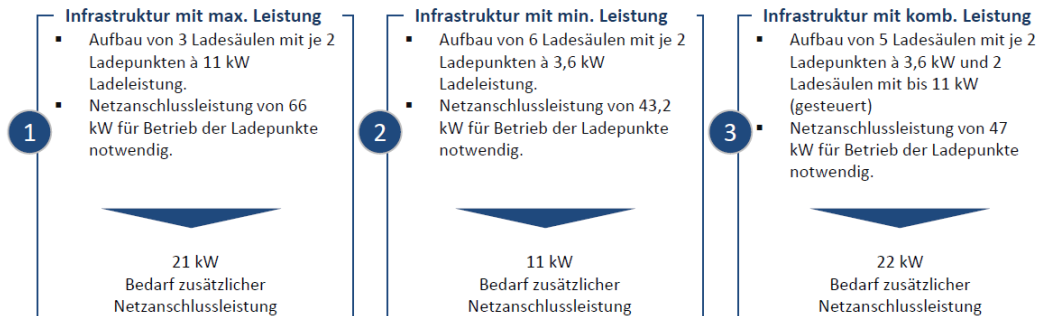 Infrastruktur mit max. Leistung
▪ Aufbau von 3 Ladesäulen mit je 2
Ladepunkten à 11 kW
Ladeleistung.
▪ Netzanschlussleistung von 66
kW für Betrieb der Ladepunkte
notwendig.
1
21 kW
Bedarf zusätzlicher
Netzanschlussleistung
Infrastruktur mit min. Leistung
▪ Aufbau von 6 Ladesäulen mit je 2
Ladepunkten à 3,6 kW
Ladeleistung.
▪ Netzanschlussleistung von 43,2
kW für Betrieb der Ladepunkte
notwendig.
2
11 kW
Bedarf zusätzlicher
Netzanschlussleistung
Infrastruktur mit komb. Leistung
▪ Aufbau von 5 Ladesäulen mit je 2
Ladepunkten à 3,6 kW und 2
Ladesäulen mit bis 11 kW
(gesteuert)
▪ Netzanschlussleistung von 47
kW für Betrieb der Ladepunkte
notwendig.
3
22 kW
Bedarf zusätzlicher
Netzanschlussleistung